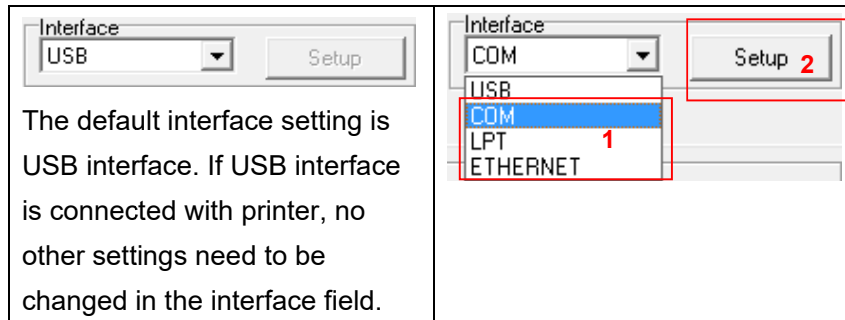 Interface
USB
Setup
The default interface setting is
USB interface. If USB interface
is connected with printer, no
other settings need to be
changed in the interface field.
Interface
COM
Setup 2
USB
COM
LPT 1
ETHERNET